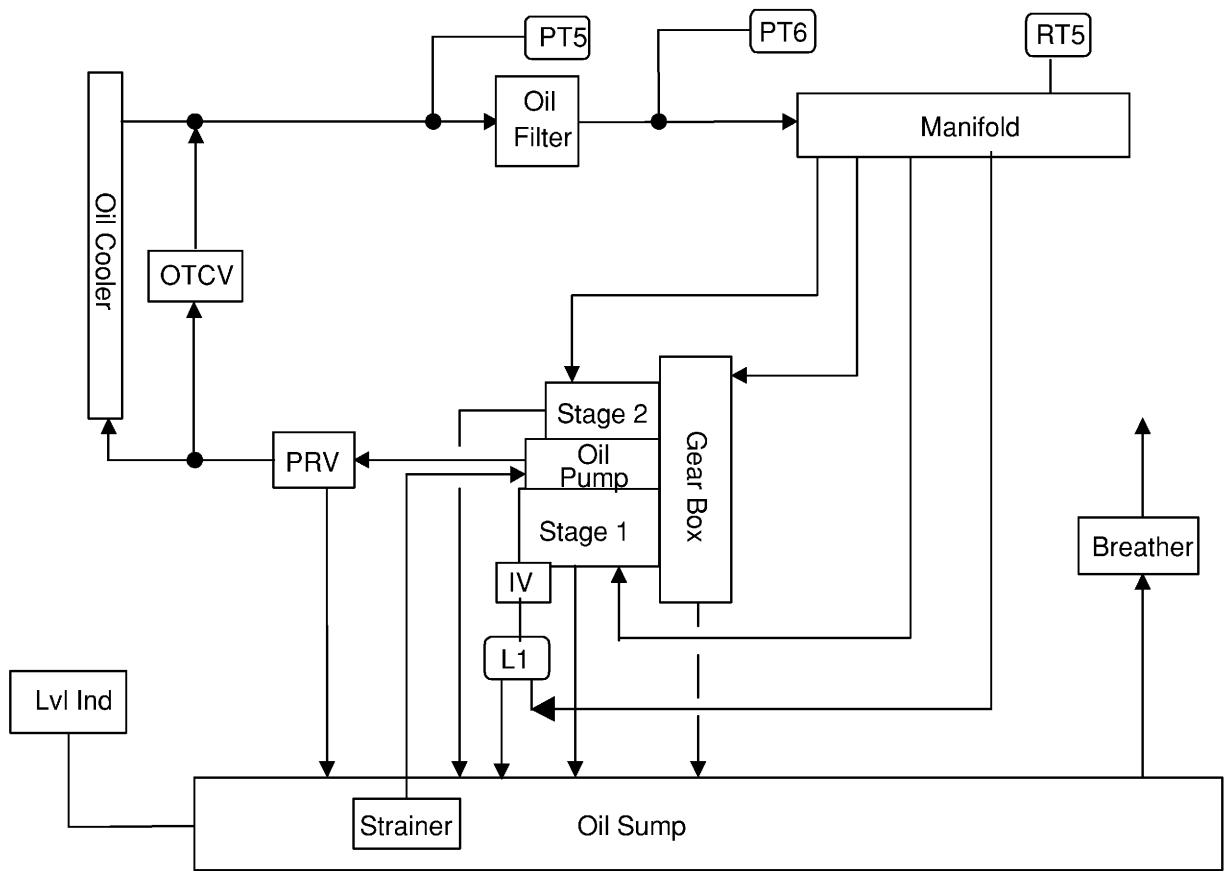 PT5
PT6
RT5
Oil
Filter
Manifold
Oil Cooler
OTCV
Stage 2
PRV
Oil
Pump
Gear Box
Stage 1
Breather
IV
L1
Lvl Ind
Strainer
Oil Sump